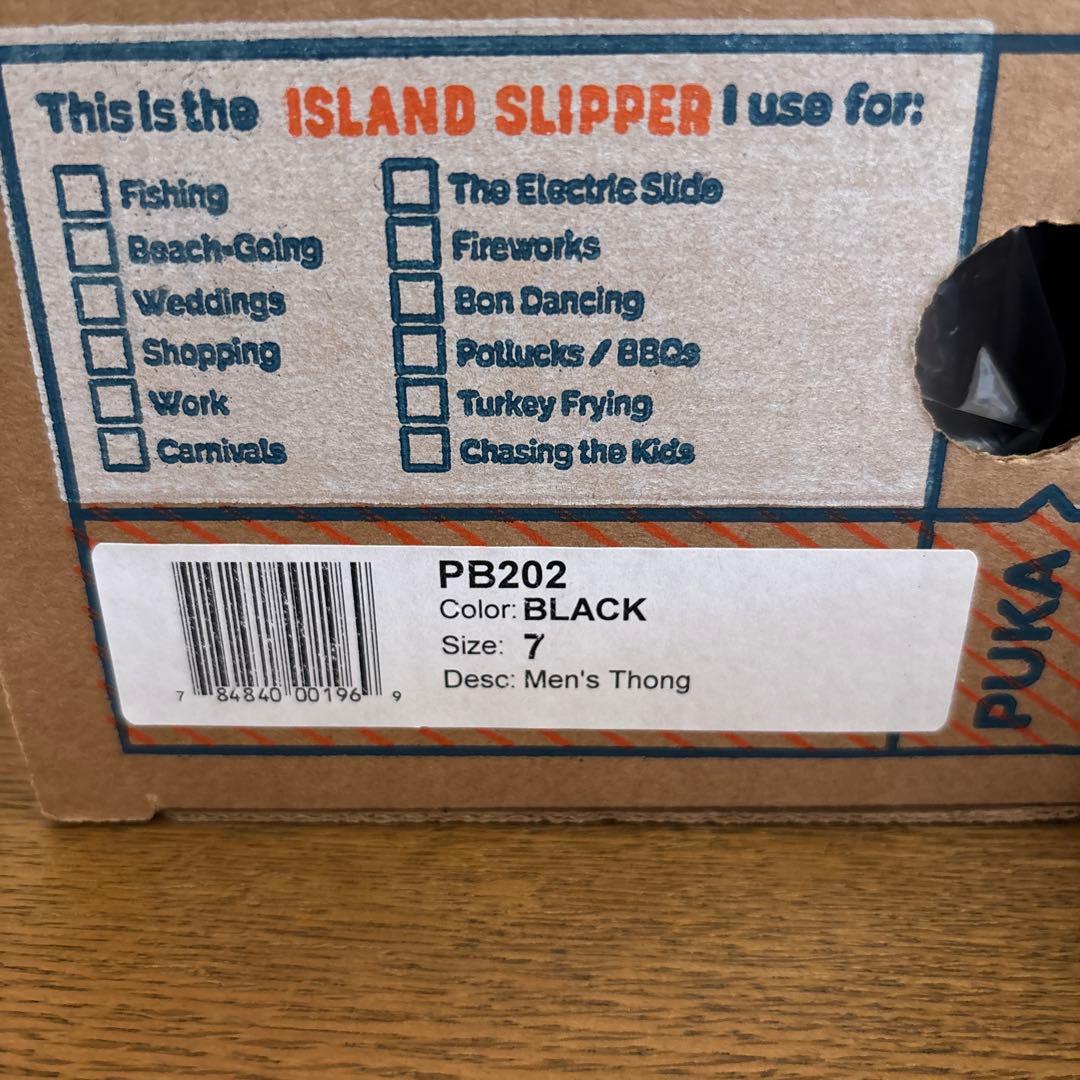 This is the ISLAND SLIPPER I use for:
Fishing
Beach-Going
Weddings
Shopping
Work
Carnivals
The Electric Slide
Fireworks
Bon Dancing
Potlucks / BBQs
Turkey Frying
Chasing the Kids
PB202
Color: BLACK
Size: 7
Desc: Men's Thong
7 84840 00196 9
PUKA